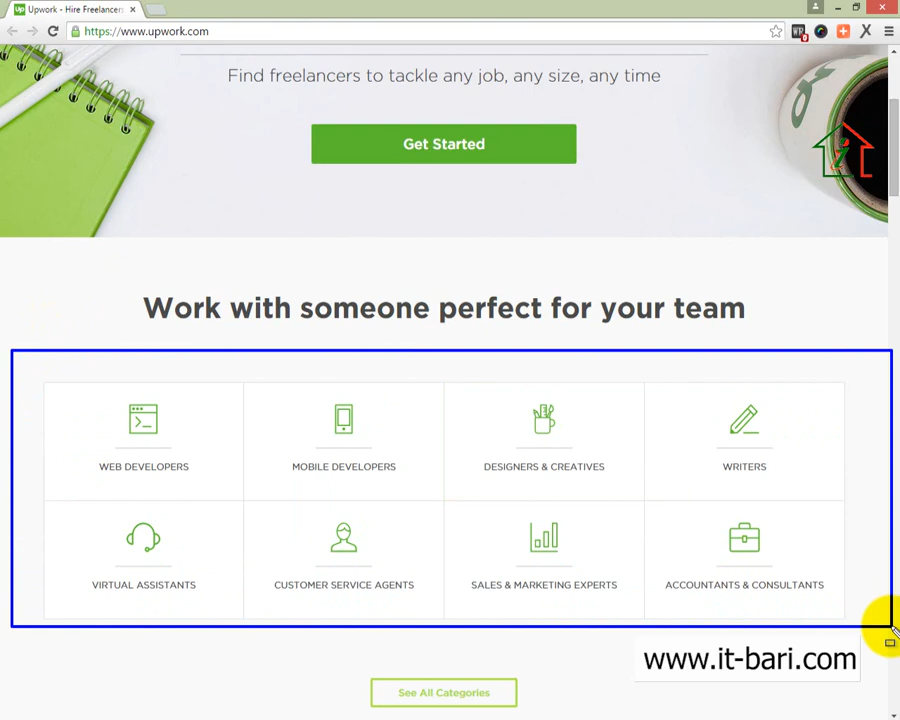 Upwork - Hire Freelancers
https://www.upwork.com
Find freelancers to tackle any job, any size, any time
Get Started
Work with someone perfect for your team
WEB DEVELOPERS
MOBILE DEVELOPERS
DESIGNERS & CREATIVES
WRITERS
VIRTUAL ASSISTANTS
CUSTOMER SERVICE AGENTS
SALES & MARKETING EXPERTS
ACCOUNTANTS & CONSULTANTS
www.it-bari.com
See All Categories